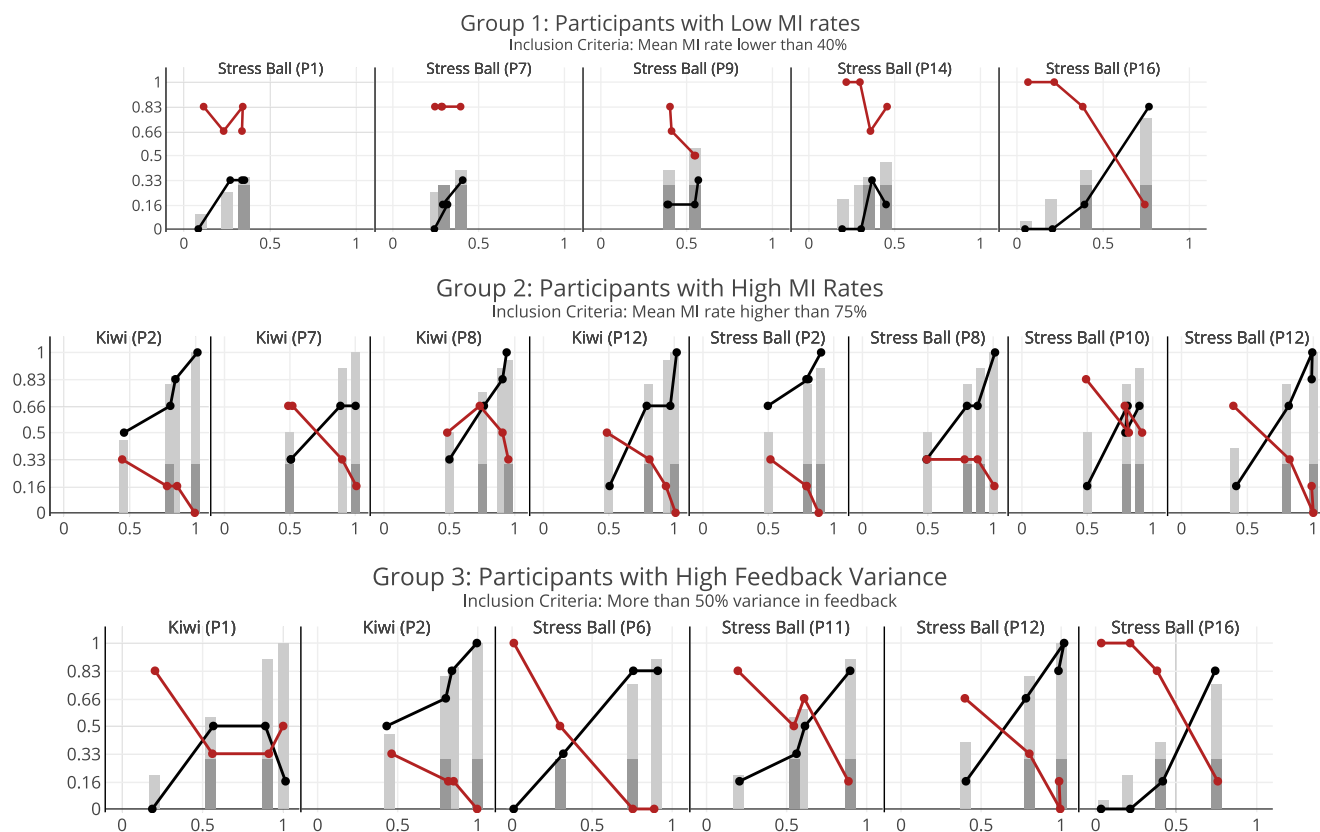 Group 1: Participants with Low MI rates
Inclusion Criteria: Mean MI rate lower than 40%
Stress Ball (P1) Stress Ball (P7) Stress Ball (P9) Stress Ball (P14) Stress Ball (P16)
1
0.83
0.66
0.5
0.33
0.16
0
0 0.5 1 0 0.5 1 0 0.5 1 0 0.5 1 0 0.5 1
Group 2: Participants with High MI Rates
Inclusion Criteria: Mean MI rate higher than 75%
Kiwi (P2) Kiwi (P7) Kiwi (P8) Kiwi (P12) Stress Ball (P2) Stress Ball (P8) Stress Ball (P10) Stress Ball (P12)
1
0.83
0.66
0.5
0.33
0.16
0
0 0.5 1 0 0.5 1 0 0.5 1 0 0.5 1 0 0.5 1 0 0.5 1 0 0.5 1 0 0.5 1
Group 3: Participants with High Feedback Variance
Inclusion Criteria: More than 50% variance in feedback
Kiwi (P1) Kiwi (P2) Stress Ball (P6) Stress Ball (P11) Stress Ball (P12) Stress Ball (P16)
1
0.83
0.66
0.5
0.33
0.16
0
0 0.5 1 0 0.5 1 0 0.5 1 0 0.5 1 0 0.5 1 0 0.5 1